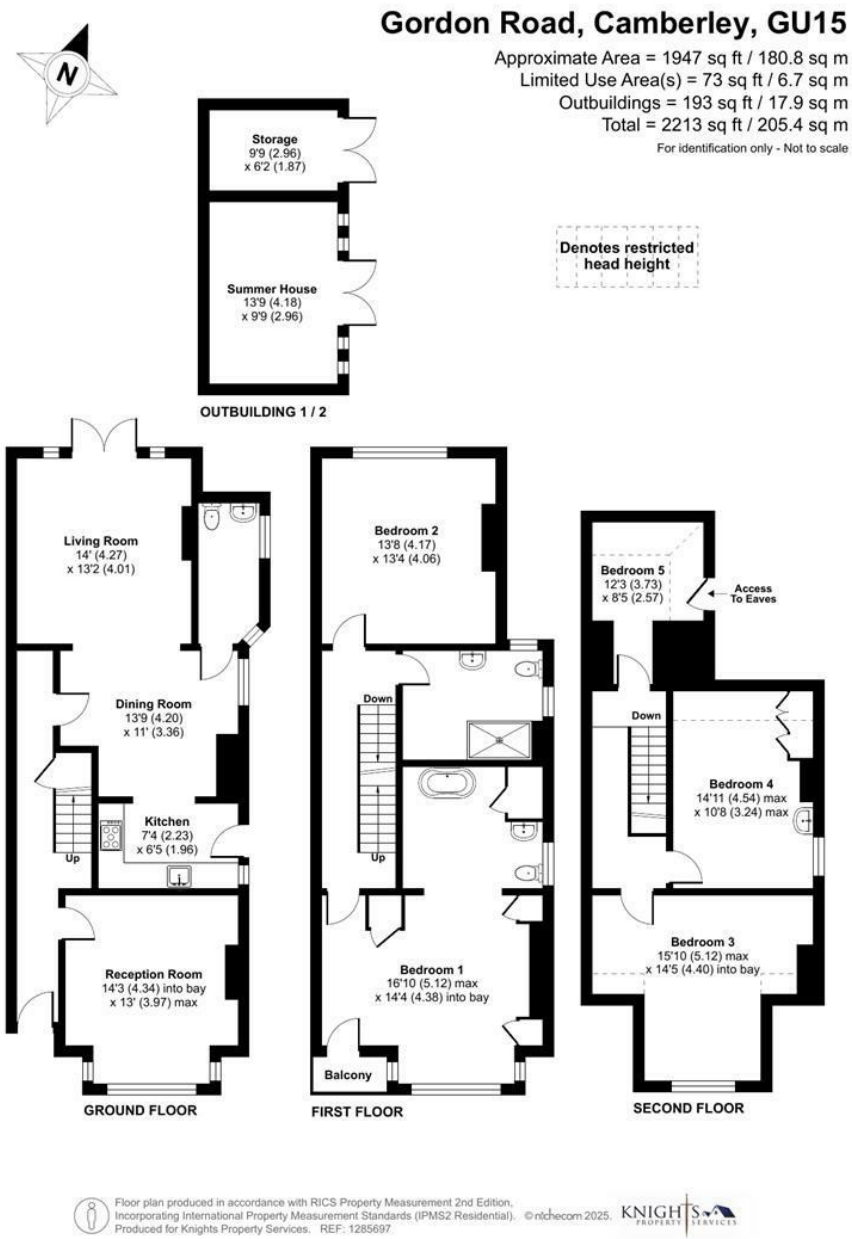 Gordon Road, Camberley, GU15
Approximate Area = 1947 sq ft / 180.8 sq m
Limited Use Area(s) = 73 sq ft / 6.7 sq m
Outbuildings = 193 sq ft / 17.9 sq m
Total = 2213 sq ft / 205.4 sq m
For identification only - Not to scale
N
Storage
9'9 (2.96)
x 6'2 (1.87)
Denotes restricted
head height
Summer House
13'9 (4.18)
x 9'9 (2.96)
OUTBUILDING 1 / 2
Living Room
14' (4.27)
x 13'2 (4.01)
Dining Room
13'9 (4.20)
x 11' (3.36)
Kitchen
7'4 (2.23)
x 6'5 (1.96)
Up
Reception Room
14'3 (4.34) into bay
x 13' (3.97) max
GROUND FLOOR
Bedroom 2
13'8 (4.17)
x 13'4 (4.06)
Down
Up
Bedroom 1
16'10 (5.12) max
x 14'4 (4.38) into bay
Balcony
FIRST FLOOR
Bedroom 5
12'3 (3.73)
x 8'5 (2.57)
Access
To Eaves
Down
Bedroom 4
14'11 (4.54) max
x 10'8 (3.24) max
Bedroom 3
15'10 (5.12) max
x 14'5 (4.40) into bay
SECOND FLOOR
Floor plan produced in accordance with RICS Property Measurement 2nd Edition,
Incorporating International Property Measurement Standards (IPMS2 Residential). © nichecom 2025.
Produced for Knights Property Services. REF: 1285697
KNIGHTS
PROPERTY SERVICES